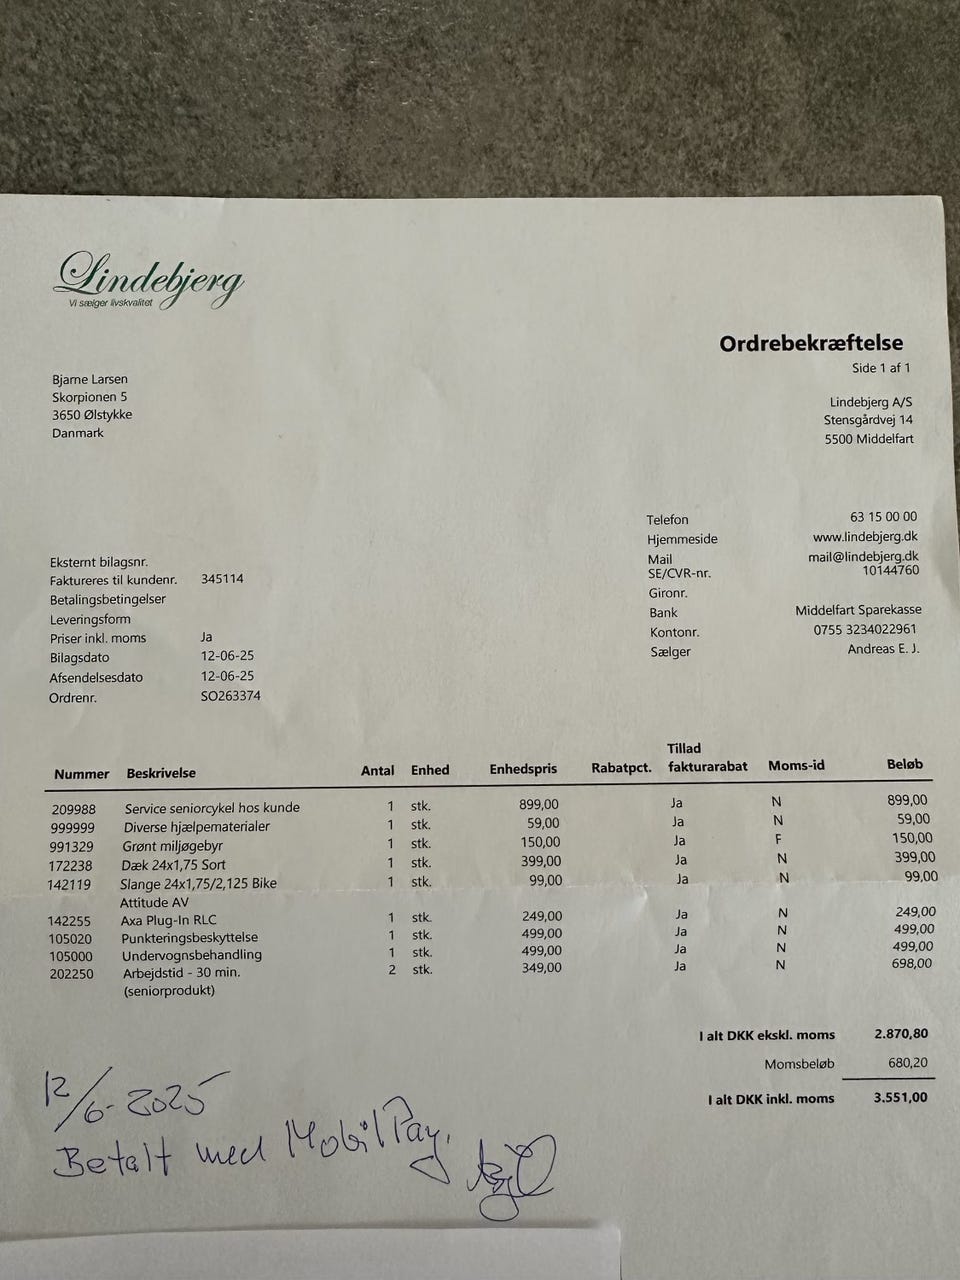 Lindebjerg
Vi sælger livskvalitet
Ordrebekræftelse
Side 1 af 1
Bjarne Larsen
Skorpionen 5
3650 Ølstykke
Danmark
Lindebjerg A/S
Stensgårdvej 14
5500 Middelfart
Telefon 63 15 00 00
Hjemmeside www.lindebjerg.dk
Mail mail@lindebjerg.dk
SE/CVR-nr. 10144760
Gironr.
Bank Middelfart Sparekasse
Kontonr. 0755 3234022961
Sælger Andreas E. J.
Eksternt bilagsnr.
Faktureres til kundenr. 345114
Betalingsbetingelser
Leveringsform
Priser inkl. moms Ja
Bilagsdato 12-06-25
Afsendelsesdato 12-06-25
Ordrenr. SO263374
Nummer Beskrivelse Antal Enhed Enhedspris Rabatpct. Tillad fakturarabat Moms-id Beløb
209988 Service seniorcykel hos kunde 1 stk. 899,00 Ja N 899,00
999999 Diverse hjælpematerialer 1 stk. 59,00 Ja N 59,00
991329 Grønt miljøgebyr 1 stk. 150,00 Ja F 150,00
172238 Dæk 24x1,75 Sort 1 stk. 399,00 Ja N 399,00
142119 Slange 24x1,75/2,125 Bike 1 stk. 99,00 Ja N 99,00
Attitude AV
142255 Axa Plug-In RLC 1 stk. 249,00 Ja N 249,00
105020 Punkteringsbeskyttelse 1 stk. 499,00 Ja N 499,00
105000 Undervognsbehandling 1 stk. 499,00 Ja N 499,00
202250 Arbejdstid - 30 min. 2 stk. 349,00 Ja N 698,00
(seniorprodukt)
I alt DKK ekskl. moms 2.870,80
Momsbeløb 680,20
I alt DKK inkl. moms 3.551,00
12/6-2025
Betalt med MobilPay.